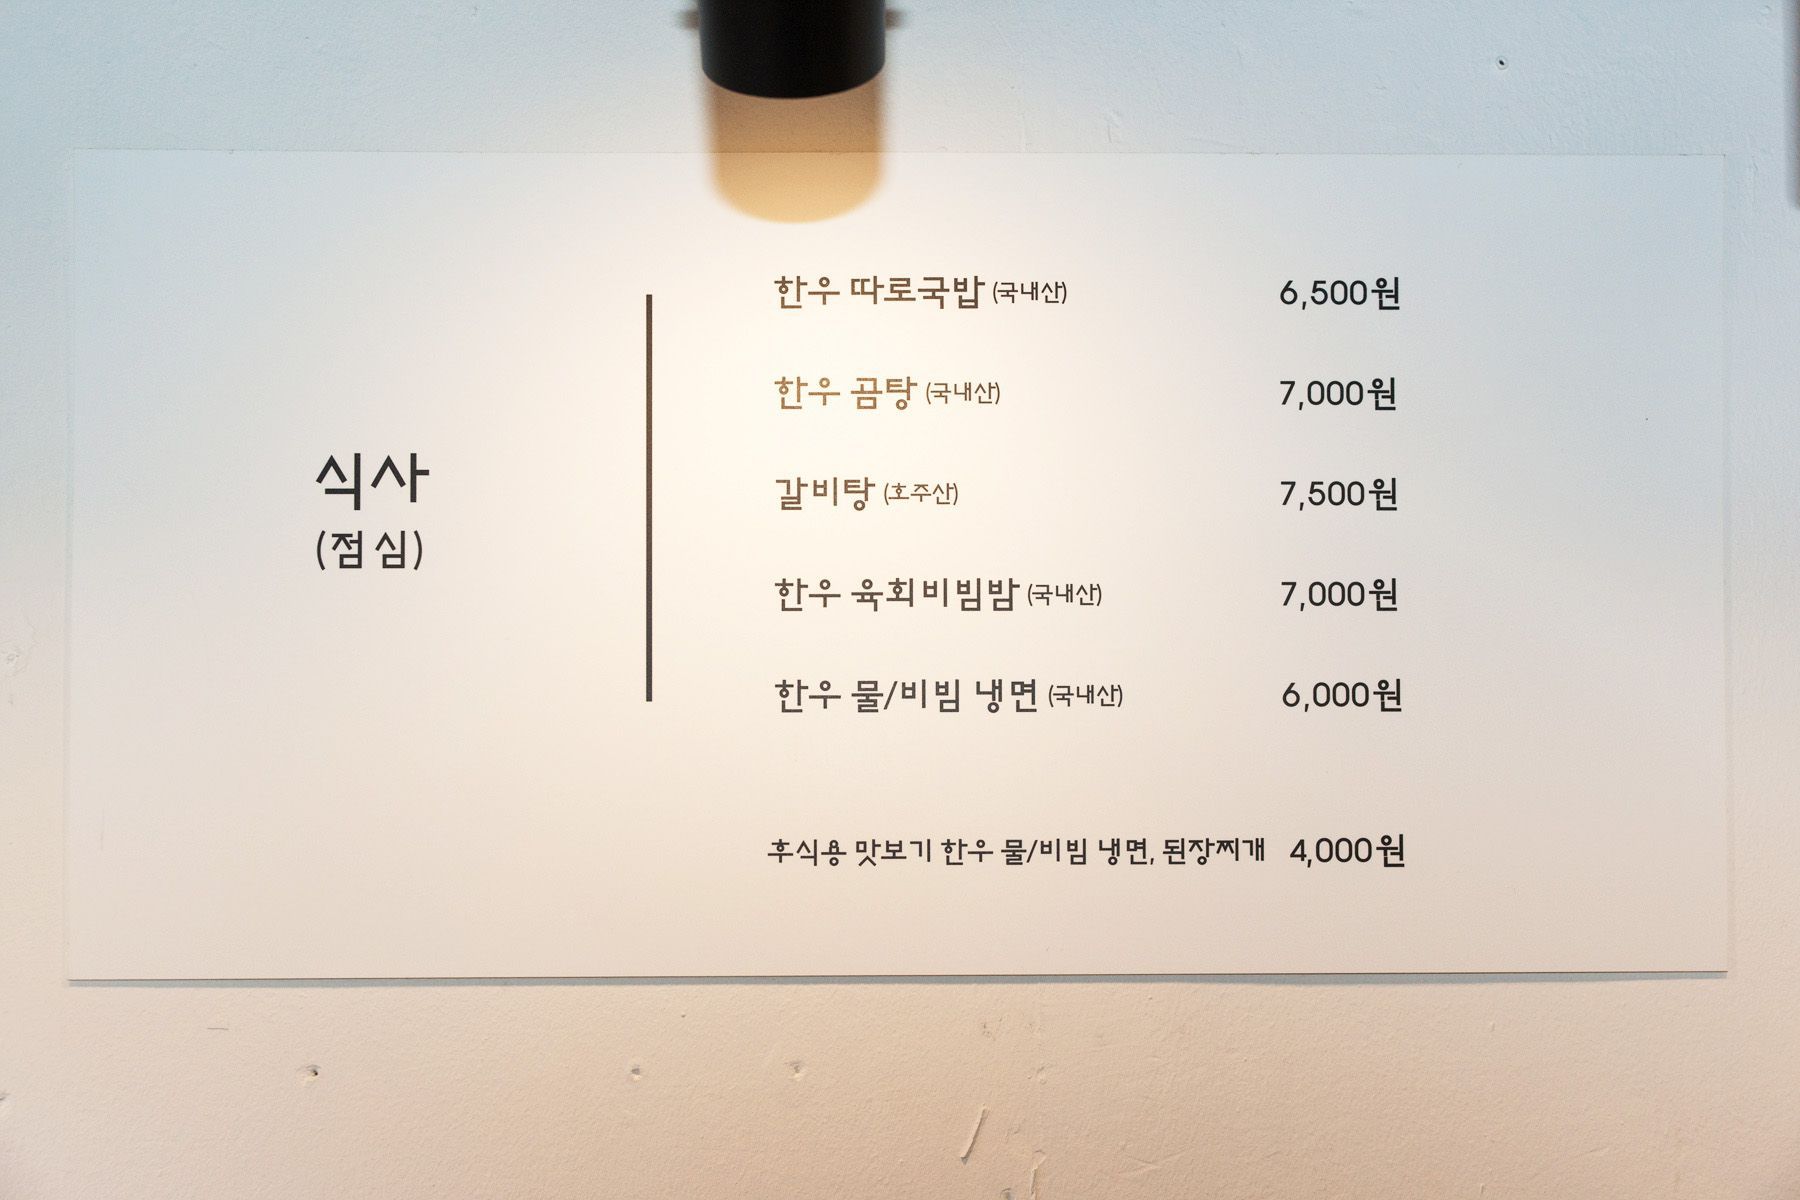 식사
(점심)
한우 따로국밥 (국내산) 6,500원
한우 곰탕 (국내산) 7,000원
갈비탕 (호주산) 7,500원
한우 육회비빔밥 (국내산) 7,000원
한우 물/비빔 냉면 (국내산) 6,000원
후식용 맛보기 한우 물/비빔 냉면, 된장찌개 4,000원